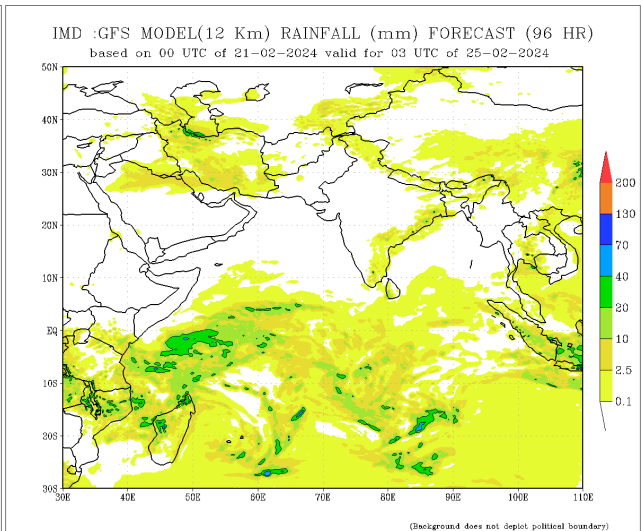 IMD :GFS MODEL(12 Km) RAINFALL (mm) FORECAST (96 HR)
based on 00 UTC of 21-02-2024 valid for 03 UTC of 25-02-2024
50N
40N
30N
20N
10N
EQ
10S
20S
30S
30E 40E 50E 60E 70E 80E 90E 100E 110E
200
130
70
40
20
10
2.5
0.1
(Background does not depict political boundary)